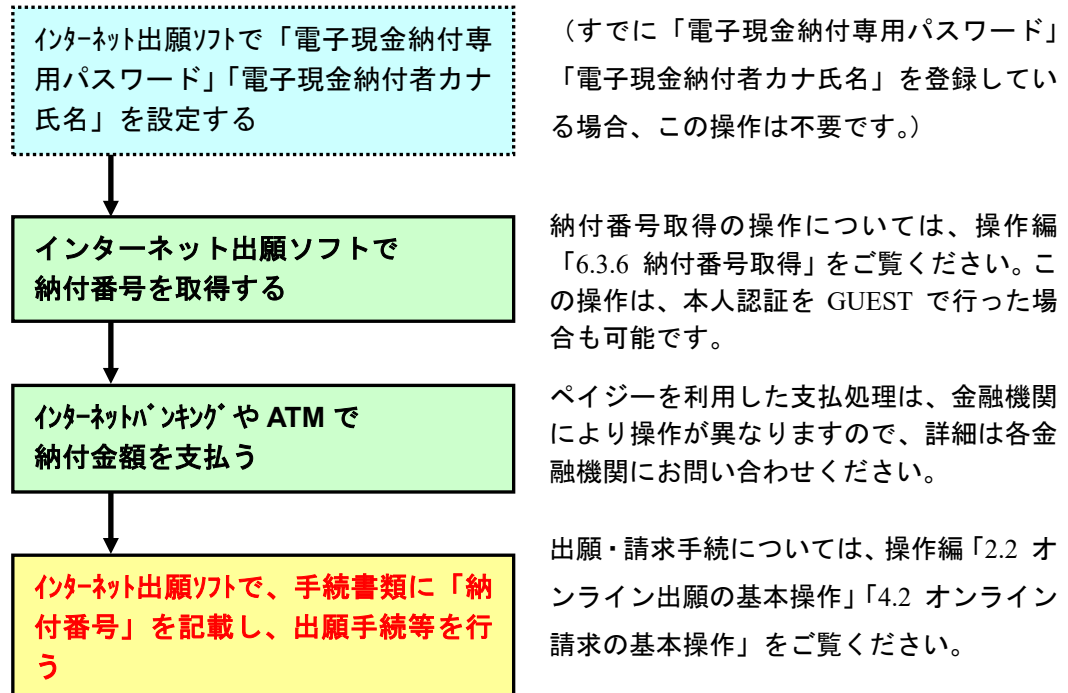 ｲﾝﾀｰﾈｯﾄ出願ｿﾌﾄで「電子現金納付専
用パスワード」「電子現金納付者カナ
氏名」を設定する
（すでに「電子現金納付専用パスワード」
「電子現金納付者カナ氏名」を登録してい
る場合、この操作は不要です。）
インターネット出願ソフトで
納付番号を取得する
納付番号取得の操作については、操作編
「6.3.6 納付番号取得」をご覧ください。こ
の操作は、本人認証を GUEST で行った場
合も可能です。
ｲﾝﾀｰﾈｯﾄﾊﾞﾝｷﾝｸﾞや ATM で
納付金額を支払う
ペイジーを利用した支払処理は、金融機関
により操作が異なりますので、詳細は各金
融機関にお問い合わせください。
ｲﾝﾀｰﾈｯﾄ出願ｿﾌﾄで、手続書類に「納
付番号」を記載し、出願手続等を行
う
出願・請求手続については、操作編「2.2 オ
ンライン出願の基本操作」「4.2 オンライン
請求の基本操作」をご覧ください。